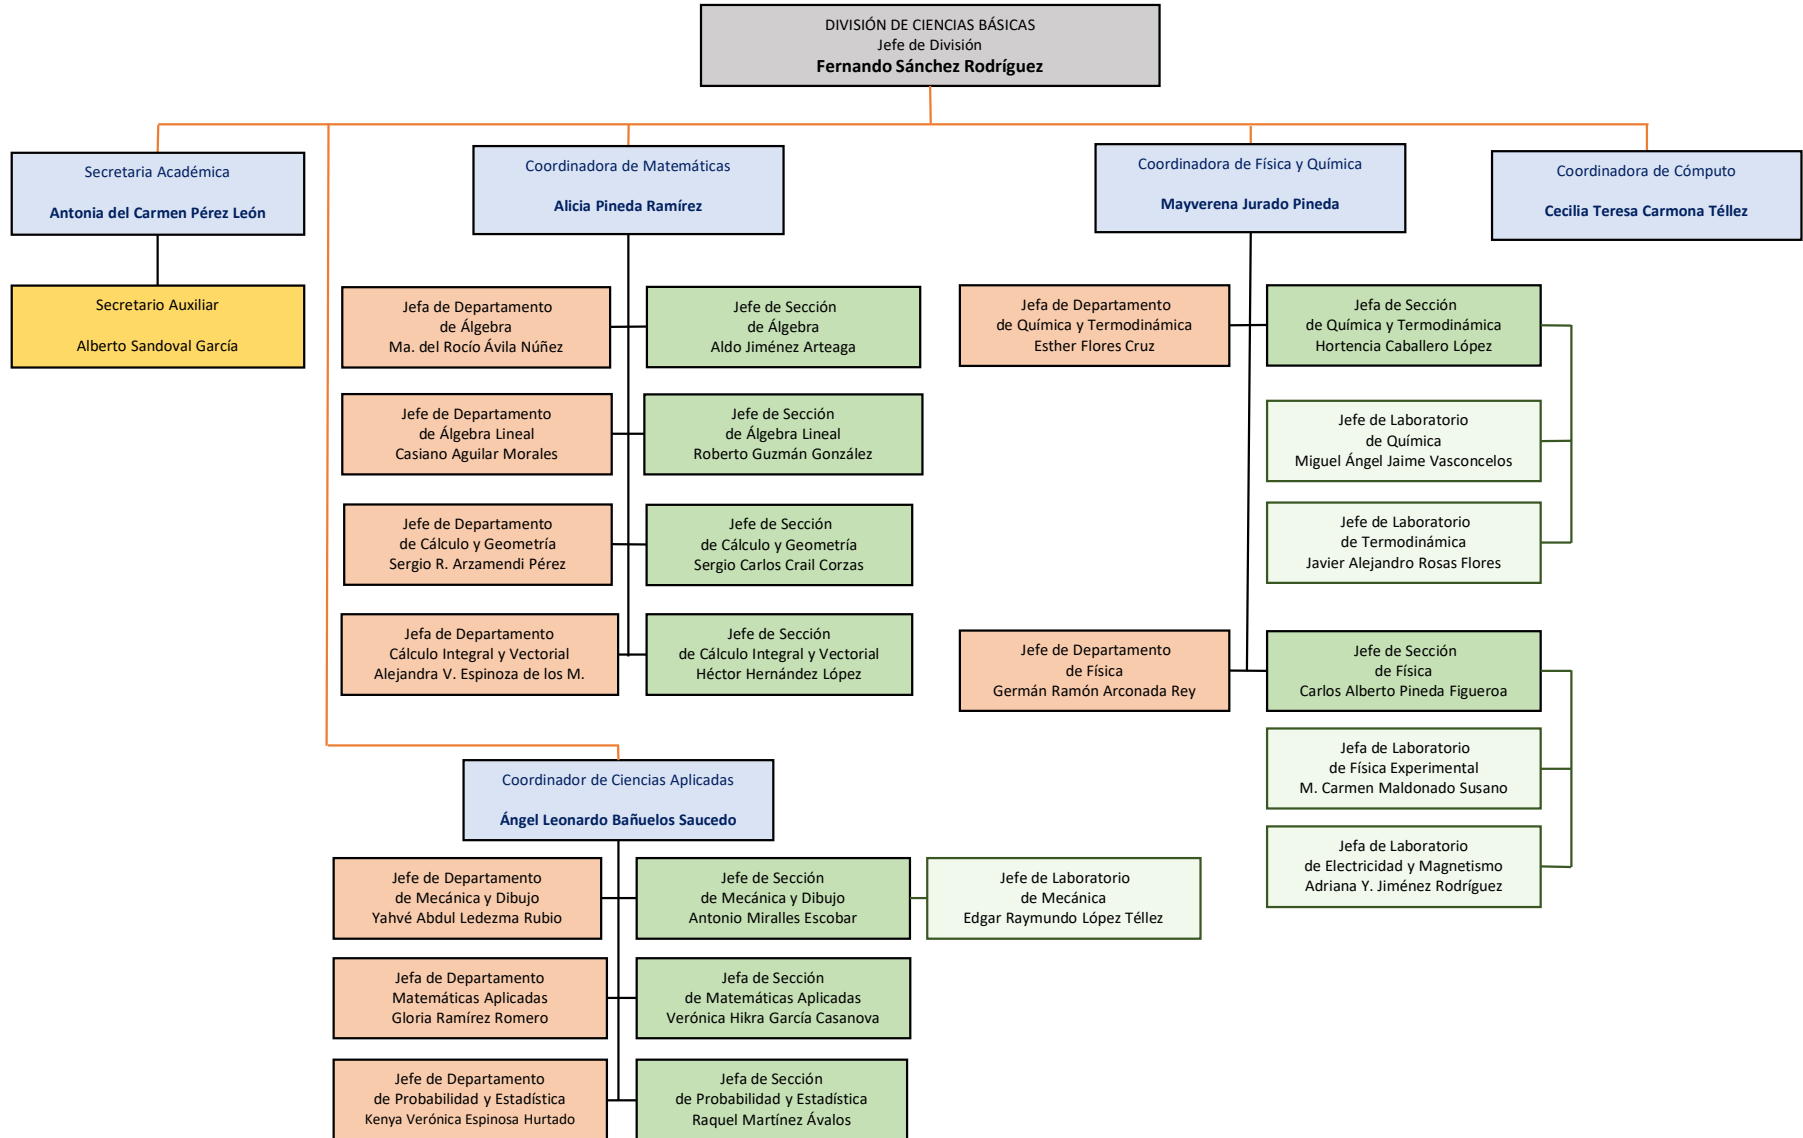 DIVISIÓN DE CIENCIAS BÁSICAS
Jefe de División
Fernando Sánchez Rodríguez
Secretaria Académica
Antonia del Carmen Pérez León
Coordinadora de Matemáticas
Alicia Pineda Ramírez
Coordinadora de Física y Química
Mayverena Jurado Pineda
Coordinadora de Cómputo
Cecilia Teresa Carmona Téllez
Secretario Auxiliar
Alberto Sandoval García
Jefa de Departamento
de Álgebra
Ma. del Rocío Ávila Núñez
Jefe de Sección
de Álgebra
Aldo Jiménez Arteaga
Jefe de Departamento
de Álgebra Lineal
Casiano Aguilar Morales
Jefe de Sección
de Álgebra Lineal
Roberto Guzmán González
Jefe de Departamento
de Cálculo y Geometría
Sergio R. Arzamendi Pérez
Jefe de Sección
de Cálculo y Geometría
Sergio Carlos Crail Corzas
Jefa de Departamento
Cálculo Integral y Vectorial
Alejandra V. Espinoza de los M.
Jefe de Sección
de Cálculo Integral y Vectorial
Héctor Hernández López
Jefa de Departamento
de Química y Termodinámica
Esther Flores Cruz
Jefa de Sección
de Química y Termodinámica
Hortencia Caballero López
Jefe de Laboratorio
de Química
Miguel Ángel Jaime Vasconcelos
Jefe de Laboratorio
de Termodinámica
Javier Alejandro Rosas Flores
Jefe de Departamento
de Física
Germán Ramón Arconada Rey
Jefe de Sección
de Física
Carlos Alberto Pineda Figueroa
Jefa de Laboratorio
de Física Experimental
M. Carmen Maldonado Susano
Jefa de Laboratorio
de Electricidad y Magnetismo
Adriana Y. Jiménez Rodríguez
Coordinador de Ciencias Aplicadas
Ángel Leonardo Bañuelos Saucedo
Jefe de Departamento
de Mecánica y Dibujo
Yahvé Abdul Ledezma Rubio
Jefe de Sección
de Mecánica y Dibujo
Antonio Miralles Escobar
Jefe de Laboratorio
de Mecánica
Edgar Raymundo López Téllez
Jefa de Departamento
Matemáticas Aplicadas
Gloria Ramírez Romero
Jefa de Sección
de Matemáticas Aplicadas
Verónica Hikra García Casanova
Jefe de Departamento
de Probabilidad y Estadística
Kenya Verónica Espinosa Hurtado
Jefa de Sección
de Probabilidad y Estadística
Raquel Martínez Ávalos